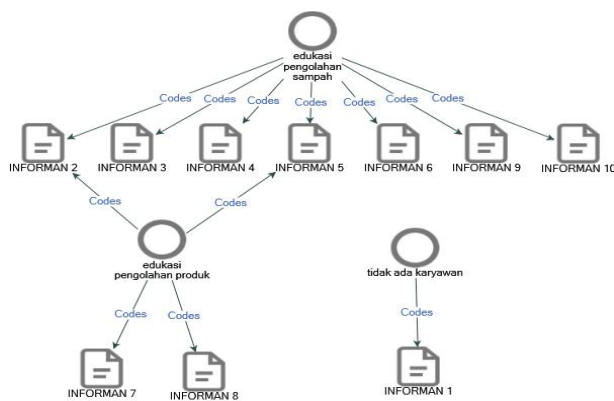 edukasi
pengolahan
sampah
Codes Codes Codes Codes Codes Codes Codes
INFORMAN 2 INFORMAN 3 INFORMAN 4 INFORMAN 5 INFORMAN 6 INFORMAN 9 INFORMAN 10
Codes Codes
edukasi
pengolahan produk
tidak ada karyawan
Codes Codes Codes
INFORMAN 7 INFORMAN 8 INFORMAN 1